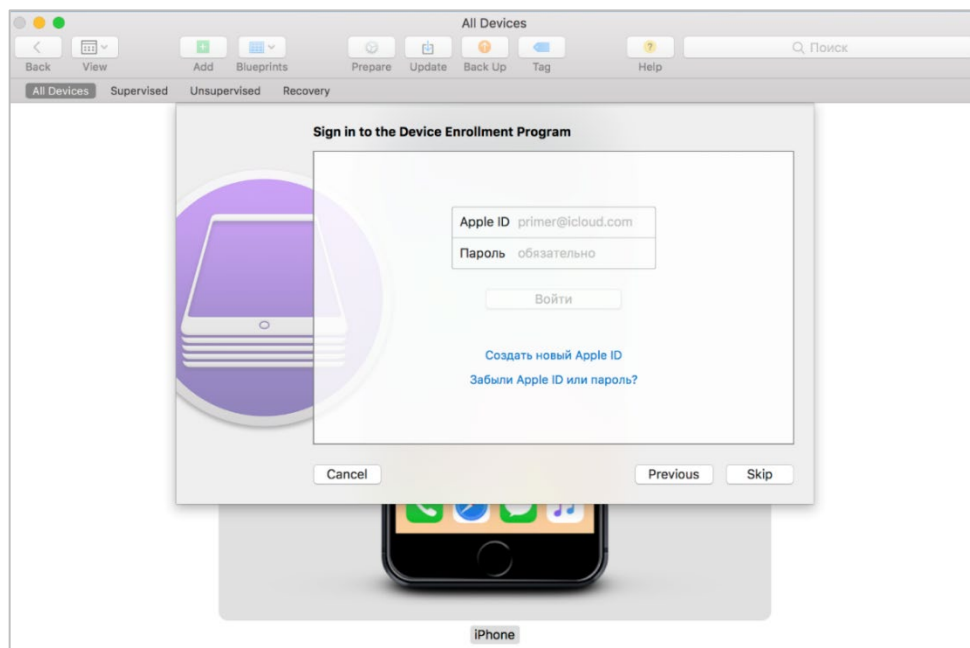 All Devices
Поиск
Back View Add Blueprints Prepare Update Back Up Tag Help
All Devices Supervised Unsupervised Recovery
Sign in to the Device Enrollment Program
Apple ID primer@icloud.com
Пароль обязательно
Войти
Создать новый Apple ID
Забыли Apple ID или пароль?
Cancel Previous Skip
iPhone